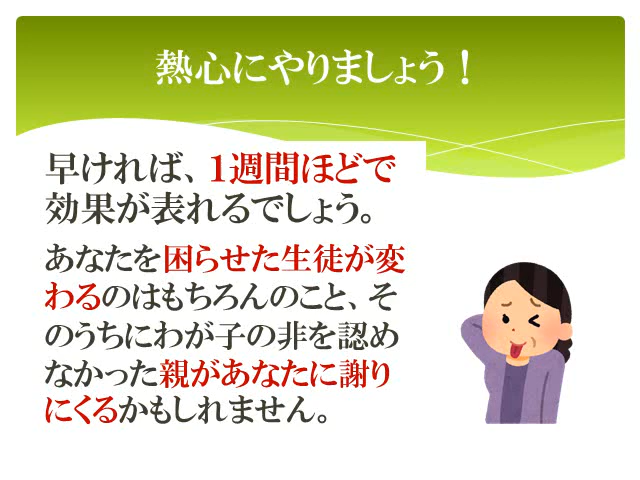 熱心にやりましょう！
早ければ、１週間ほどで
効果が表れるでしょう。
あなたを困らせた生徒が変
わるのはもちろんのこと、そ
のうちにわが子の非を認め
なかった親があなたに謝り
にくるかもしれません。